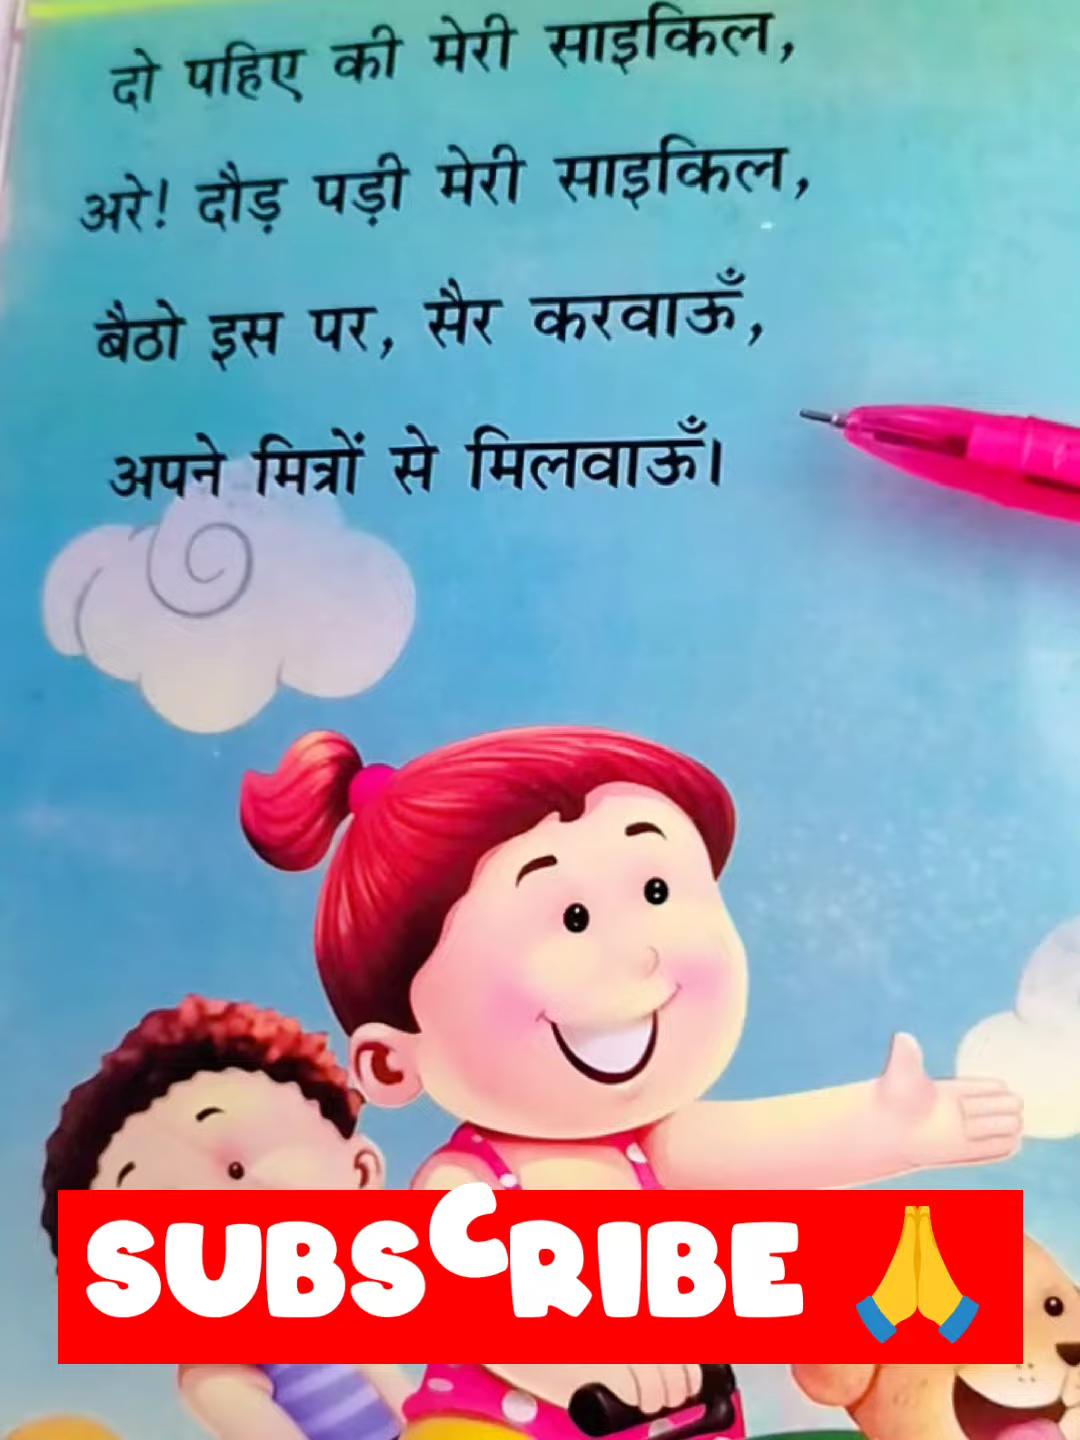 दो पहिए की मेरी साइकिल,
अरे! दौड़ पड़ी मेरी साइकिल,
बैठो इस पर, सैर करवाऊँ,
अपने मित्रों से मिलवाऊँ।
SUBSCRIBE 🙏